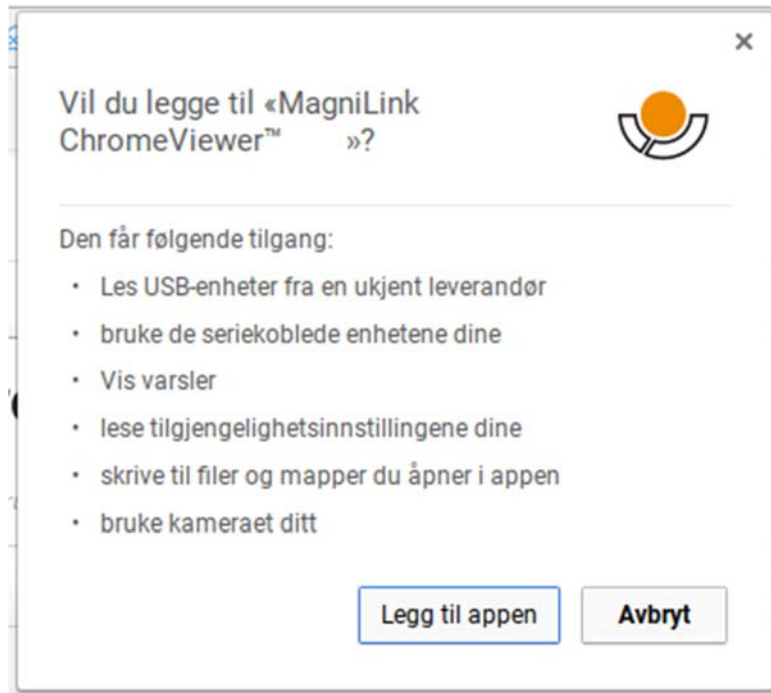 Vil du legge til «MagniLink
ChromeViewer™ »?
Den får følgende tilgang:
• Les USB-enheter fra en ukjent leverandør
• bruke de seriekoblede enhetene dine
• Vis varsler
• lese tilgjengelighetsinnstillingene dine
• skrive til filer og mapper du åpner i appen
• bruke kameraet ditt
Legg til appen Avbryt